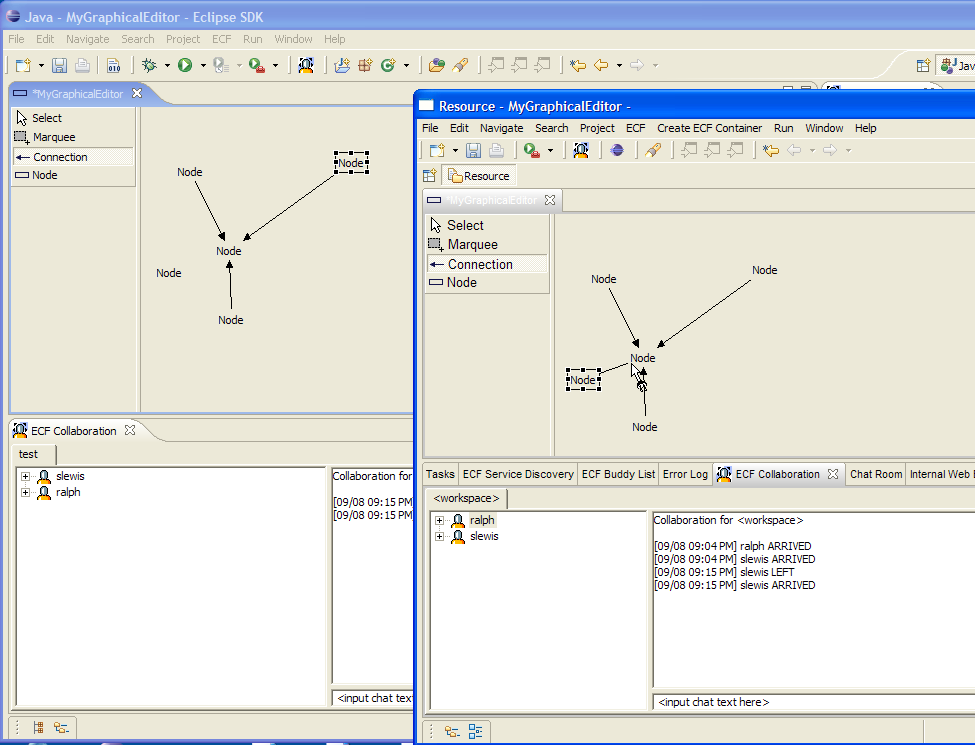 Java - MyGraphicalEditor - Eclipse SDK
File Edit Navigate Search Project ECF Run Window Help
Jav
*MyGraphicalEditor
Select
Marquee
Connection
Node
Node
Node
Node
Node
Node
ECF Collaboration
test
slewis
ralph
Collaboration for
[09/08 09:15 PM]
[09/08 09:15 PM]
<input chat text
Resource - MyGraphicalEditor -
File Edit Navigate Search Project ECF Create ECF Container Run Window Help
Resource
*MyGraphicalEditor
Select
Marquee
Connection
Node
Node
Node
Node
Node
Node
Tasks ECF Service Discovery ECF Buddy List Error Log ECF Collaboration Chat Room Internal Web
<workspace>
ralph
slewis
Collaboration for <workspace>
[09/08 09:04 PM] ralph ARRIVED
[09/08 09:04 PM] slewis ARRIVED
[09/08 09:15 PM] slewis LEFT
[09/08 09:15 PM] slewis ARRIVED
<input chat text here>